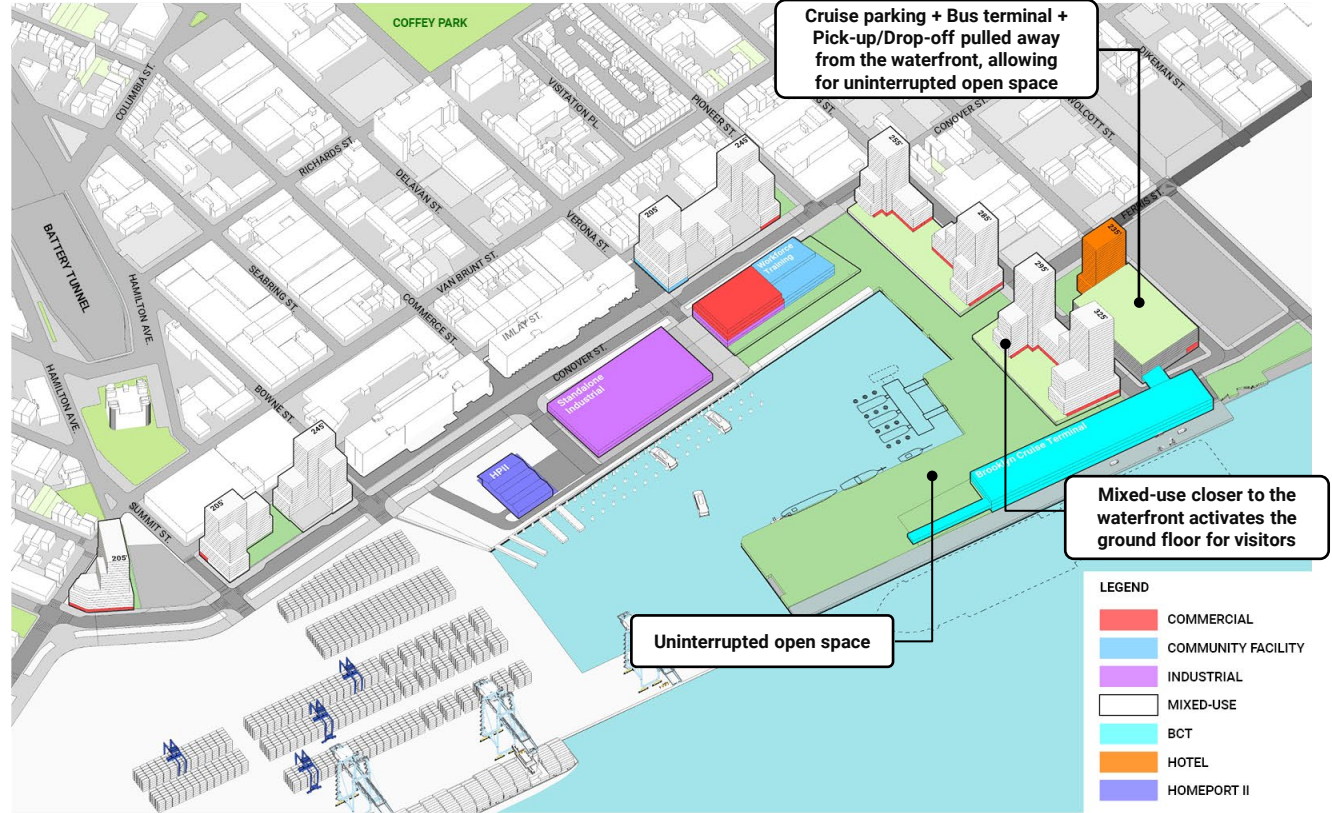 COFFEY PARK
Cruise parking + Bus terminal +
Pick-up/Drop-off pulled away
from the waterfront, allowing
for uninterrupted open space
DIKEMAN ST.
COLUMBIA ST.
VISITATION PL.
PIONEER ST.
CONOVER ST.
WOLCOTT ST.
RICHARDS ST.
DELAVAN ST.
245'
255'
VERONA ST.
205'
285'
FERRIS ST.
235'
BATTERY TUNNEL
HAMILTON AVE.
SEABRING ST.
VAN BRUNT ST.
COMMERCE ST.
IMLAY ST.
Workforce
Training
295'
325'
CONOVER ST.
Standalone
Industrial
HAMILTON AVE.
BOWNE ST.
245'
HPII
Brooklyn Cruise Terminal
SUMMIT ST.
205'
205'
Mixed-use closer to the
waterfront activates the
ground floor for visitors
Uninterrupted open space
LEGEND
COMMERCIAL
COMMUNITY FACILITY
INDUSTRIAL
MIXED-USE
BCT
HOTEL
HOMEPORT II